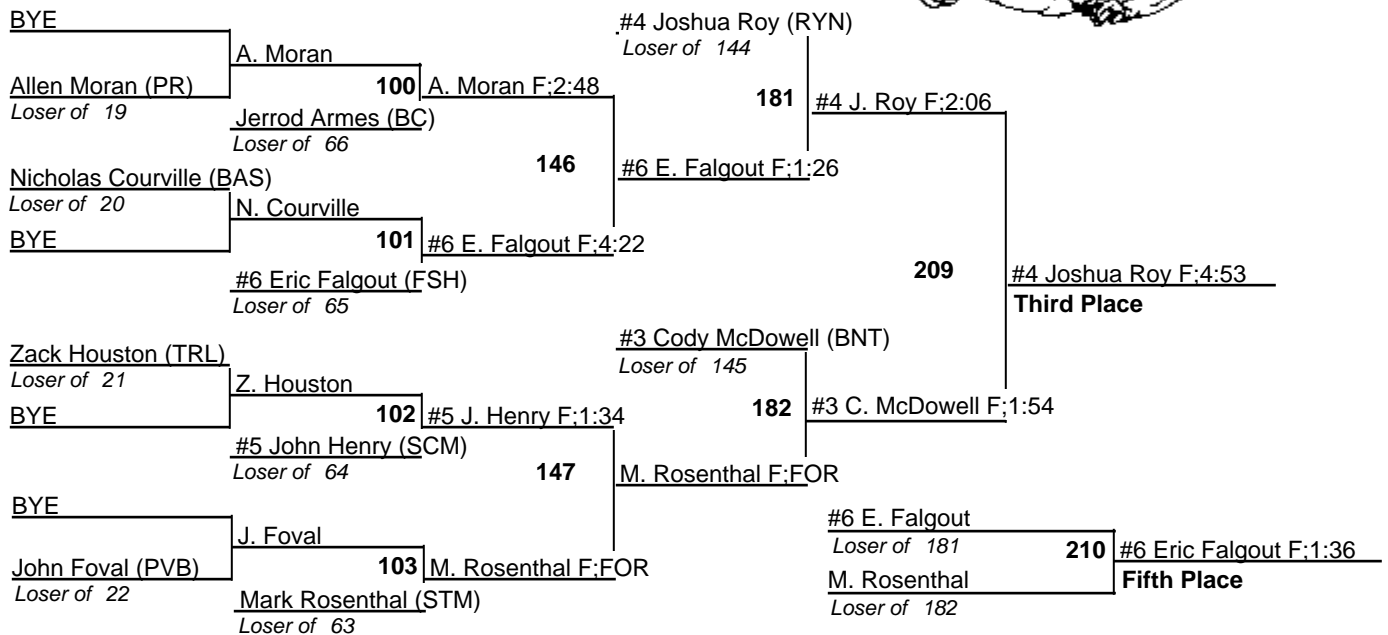 BYE
#4 Joshua Roy (RYN)
Loser of 144
A. Moran
Allen Moran (PR)
100
A. Moran F;2:48
181
#4 J. Roy F;2:06
Loser of 19
Jerrod Armes (BC)
Loser of 66
146
#6 E. Falgout F;1:26
Nicholas Courville (BAS)
Loser of 20
N. Courville
BYE
101
#6 E. Falgout F;4:22
209
#4 Joshua Roy F;4:53
#6 Eric Falgout (FSH)
Loser of 65
Third Place
#3 Cody McDowell (BNT)
Loser of 145
Zack Houston (TRL)
Loser of 21
Z. Houston
BYE
102
#5 J. Henry F;1:34
182
#3 C. McDowell F;1:54
#5 John Henry (SCM)
Loser of 64
147
M. Rosenthal F;FOR
BYE
#6 E. Falgout
J. Foval
Loser of 181
210
#6 Eric Falgout F;1:36
John Foval (PVB)
103
M. Rosenthal F;FOR
M. Rosenthal
Fifth Place
Loser of 22
Mark Rosenthal (STM)
Loser of 182
Loser of 63